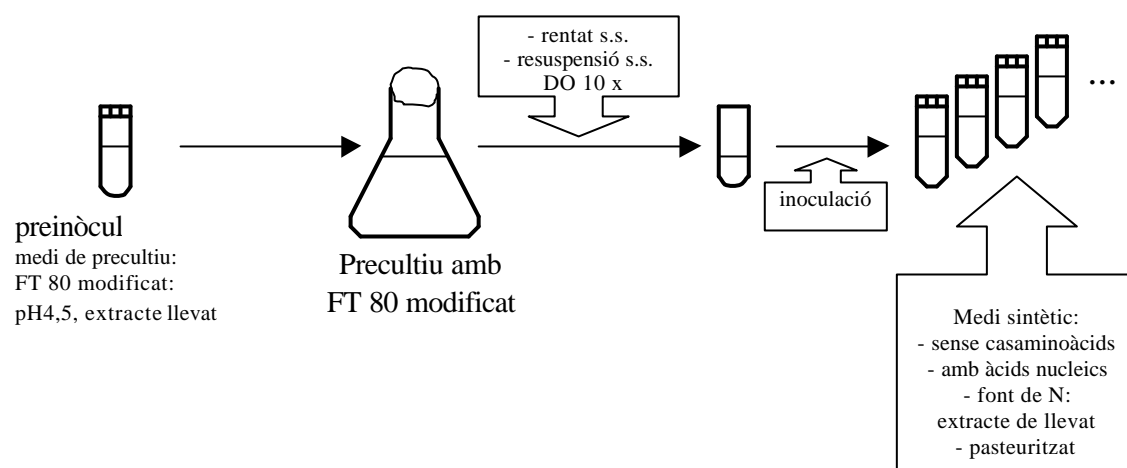 - rentat s.s.
- resuspensió s.s.
DO 10 x
...
inoculació
preinòcul
medi de precultiu:
FT 80 modificat:
pH4,5, extracte llevat
Precultiu amb
FT 80 modificat
Medi sintètic:
- sense casaminoàcids
- amb àcids nucleics
- font de N:
extracte de llevat
- pasteuritzat